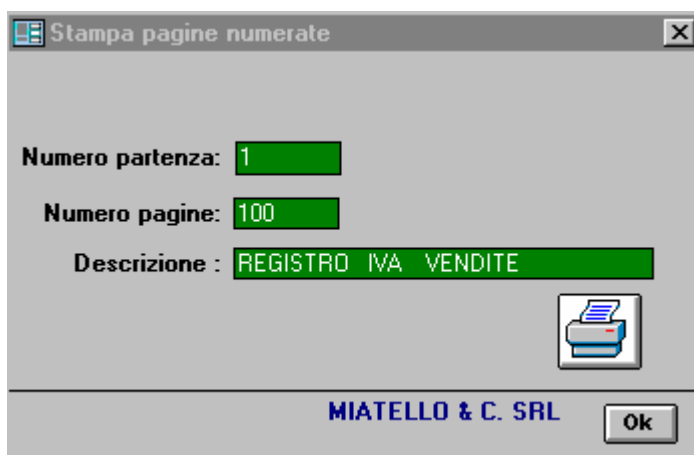 Stampa pagine numerate
Numero partenza: 1
Numero pagine: 100
Descrizione : REGISTRO IVA VENDITE
MIATELLO & C. SRL
Ok